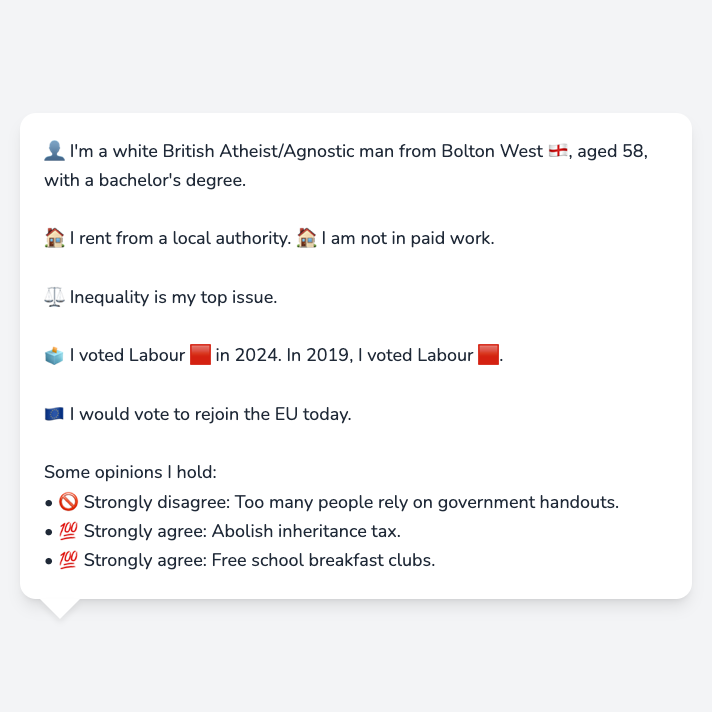 👤 I'm a white British Atheist/Agnostic man from Bolton West 🏴󠁧󠁢󠁥󠁮󠁧󠁿, aged 58,
with a bachelor's degree.
🏠 I rent from a local authority. 🏠 I am not in paid work.
⚖️ Inequality is my top issue.
🗳️ I voted Labour 🟥 in 2024. In 2019, I voted Labour 🟥.
🇪🇺 I would vote to rejoin the EU today.
Some opinions I hold:
• 🚫 Strongly disagree: Too many people rely on government handouts.
• 💯 Strongly agree: Abolish inheritance tax.
• 💯 Strongly agree: Free school breakfast clubs.